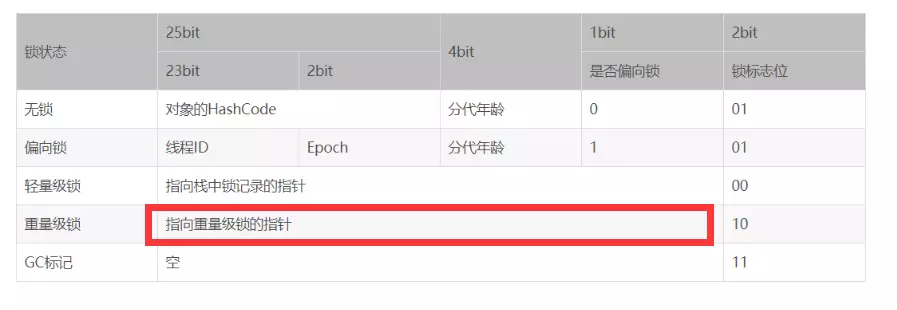 锁状态 25bit 4bit 1bit 2bit
23bit 2bit 是否偏向锁 锁标志位
无锁 对象的HashCode 分代年龄 0 01
偏向锁 线程ID Epoch 分代年龄 1 01
轻量级锁 指向栈中锁记录的指针 00
重量级锁 指向重量级锁的指针 10
GC标记 空 11